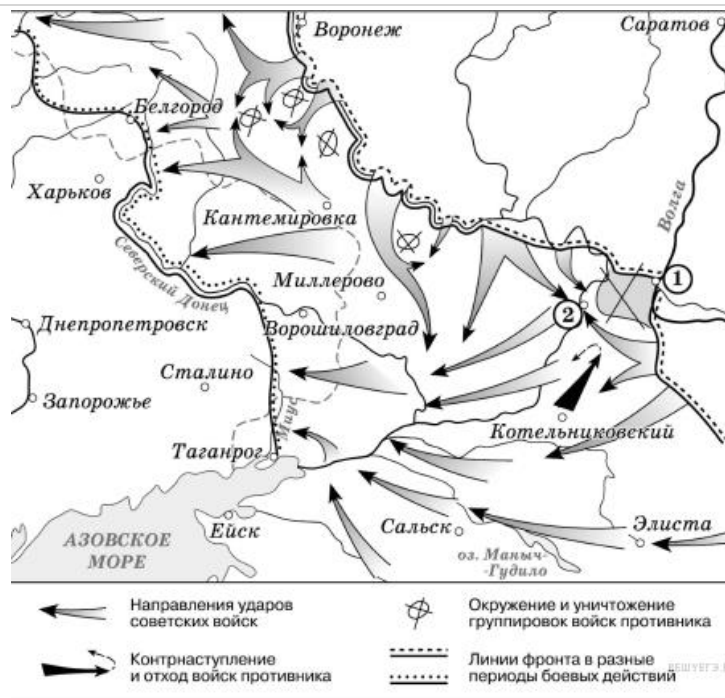 Воронеж
Саратов
Белгород
Харьков
Волга
Кантемировка
Северский Донец
Миллерово
1
2
Днепропетровск
Ворошиловград
Сталино
Запорожье
Миус
Котельниковский
Таганрог
АЗОВСКОЕ
МОРЕ
Ейск
Сальск
Элиста
оз. Маныч-
-Гудило
Направления ударов
советских войск
Окружение и уничтожение
группировок войск противника
Контрнаступление
и отход войск противника
Линии фронта в разные
периоды боевых действий